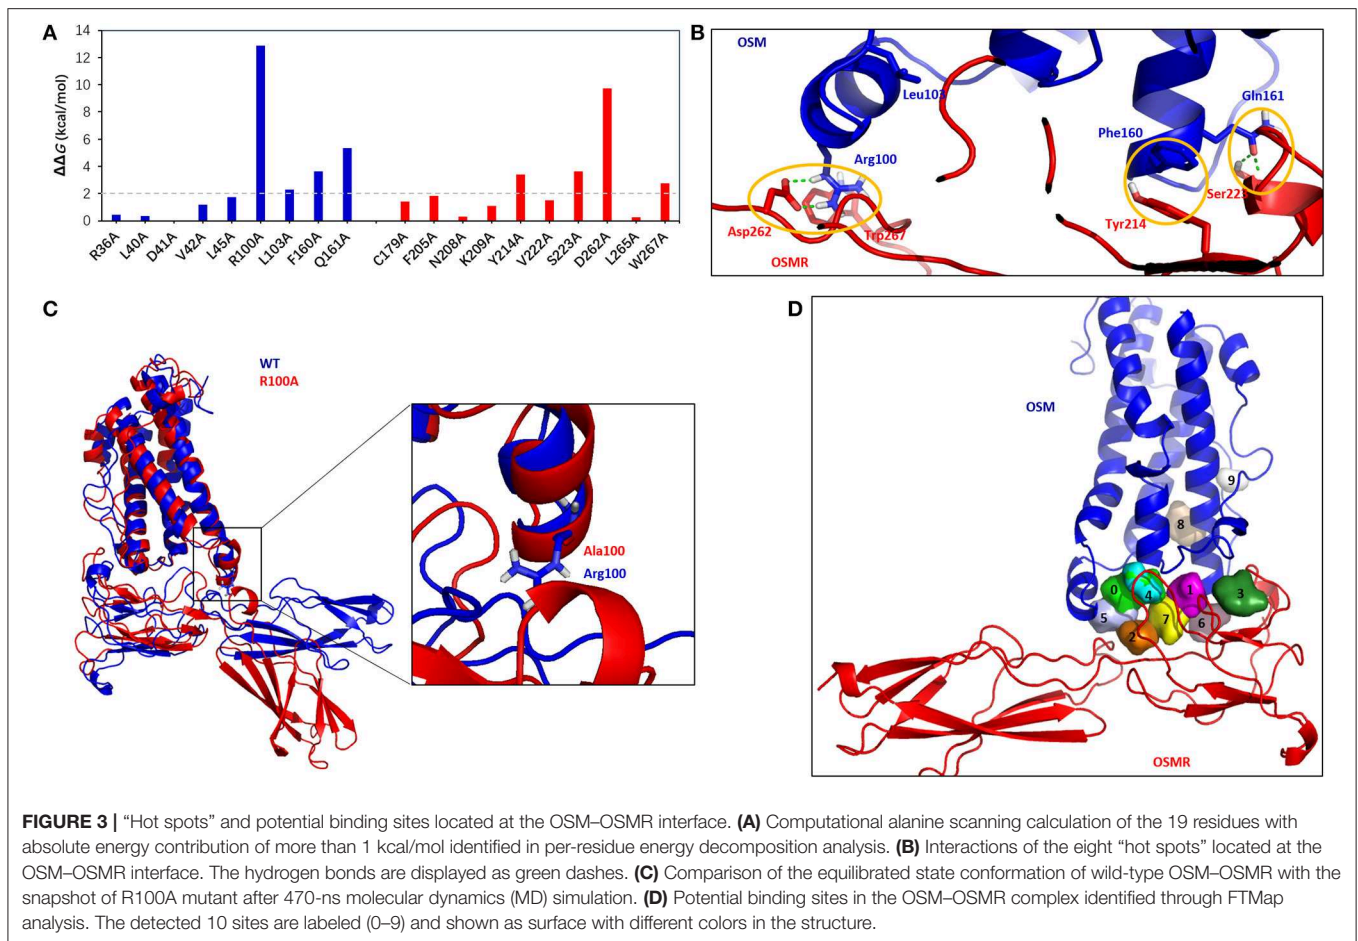 A
ΔΔG (kcal/mol)
14
12
10
8
6
4
2
0
R36A
L40A
D41A
V42A
L45A
R100A
L103A
F160A
Q161A
C179A
F205A
N208A
K209A
Y214A
V222A
S223A
D262A
L265A
W267A
B
OSM
Leu103
Gln161
Phe160
Arg100
Ser223
Tyr214
Asp262
Trp267
OSMR
C
WT
R100A
Ala100
Arg100
D
OSM
9
8
0
4
1
3
5
7
6
2
OSMR
FIGURE 3 | “Hot spots” and potential binding sites located at the OSM–OSMR interface. (A) Computational alanine scanning calculation of the 19 residues with
absolute energy contribution of more than 1 kcal/mol identified in per-residue energy decomposition analysis. (B) Interactions of the eight “hot spots” located at the
OSM–OSMR interface. The hydrogen bonds are displayed as green dashes. (C) Comparison of the equilibrated state conformation of wild-type OSM–OSMR with the
snapshot of R100A mutant after 470-ns molecular dynamics (MD) simulation. (D) Potential binding sites in the OSM–OSMR complex identified through FTMap
analysis. The detected 10 sites are labeled (0–9) and shown as surface with different colors in the structure.